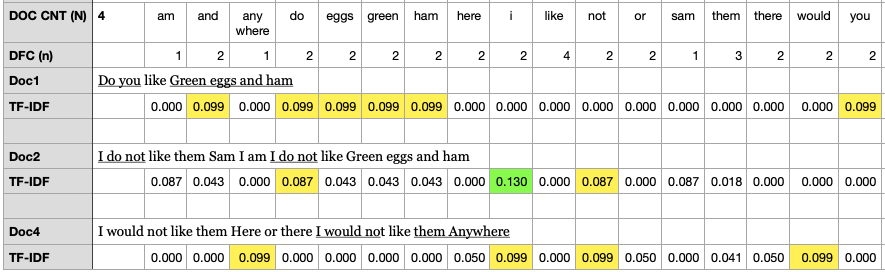 DOC CNT (N) 4 am and any where do eggs green ham here i like not or sam them there would you
DFC (n) 1 2 1 2 2 2 2 2 2 4 2 2 1 3 2 2 2
Doc1 Do you like Green eggs and ham
TF-IDF 0.000 0.099 0.000 0.099 0.099 0.099 0.099 0.000 0.000 0.000 0.000 0.000 0.000 0.000 0.000 0.000 0.099
Doc2 I do not like them Sam I am I do not like Green eggs and ham
TF-IDF 0.087 0.043 0.000 0.087 0.043 0.043 0.043 0.000 0.130 0.000 0.087 0.000 0.087 0.018 0.000 0.000 0.000
Doc4 I would not like them Here or there I would not like them Anywhere
TF-IDF 0.000 0.000 0.099 0.000 0.000 0.000 0.000 0.050 0.099 0.000 0.099 0.050 0.000 0.041 0.050 0.099 0.000